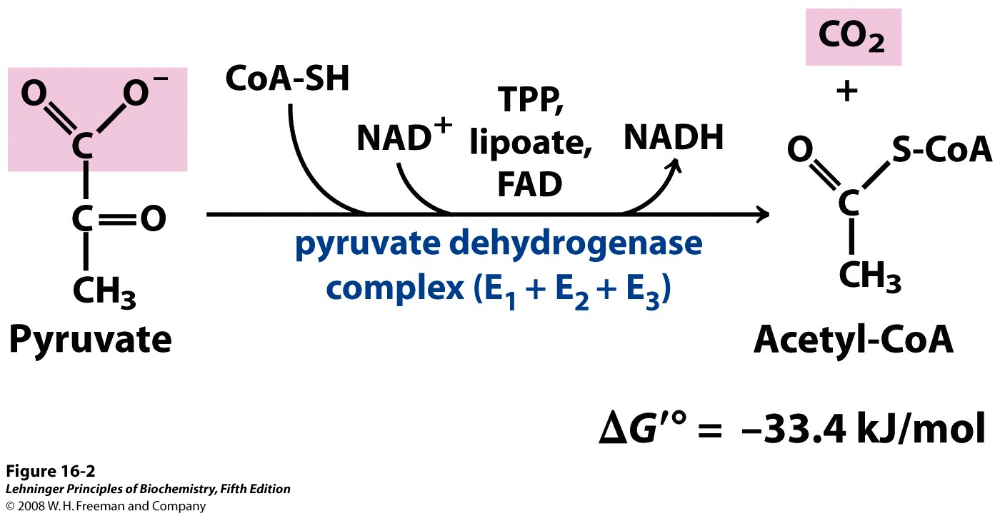 O
O⁻
C
C=O
CH₃
Pyruvate
CoA-SH
NAD⁺
TPP,
lipoate,
FAD
NADH
pyruvate dehydrogenase
complex (E₁ + E₂ + E₃)
CO₂
+
O
S-CoA
C
CH₃
Acetyl-CoA
ΔG′° = –33.4 kJ/mol
Figure 16-2
Lehninger Principles of Biochemistry, Fifth Edition
© 2008 W. H. Freeman and Company